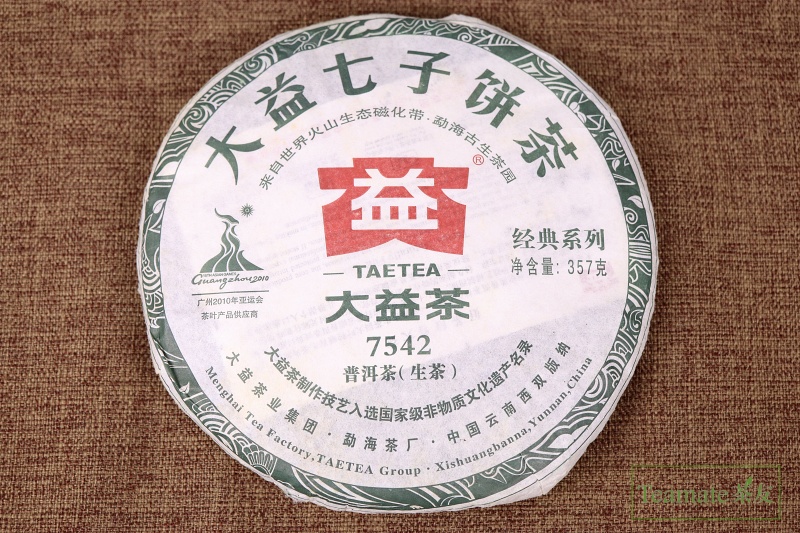 大益七子饼茶
来自世界火山生态磁化带·勐海古生茶园
益®
TAETEA
大益茶
7542
普洱茶(生茶)
经典系列
净含量: 357克
Guangzhou 2010
广州2010年亚运会
茶叶产品供应商
大益茶制作技艺入选国家级非物质文化遗产名录
大益茶业集团·勐海茶厂·中国云南西双版纳
Menghai Tea Factory,TAETEA Group · Xishuangbanna,Yunnan,China
Teamate